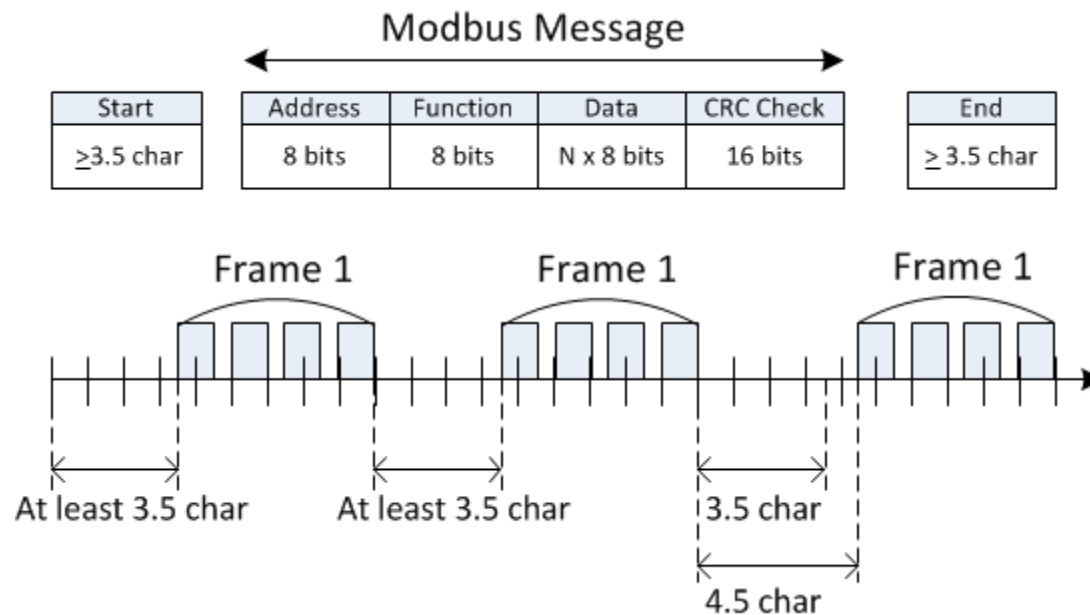 Modbus Message
Start
Address
Function
Data
CRC Check
End
≥3.5 char
8 bits
8 bits
N x 8 bits
16 bits
≥ 3.5 char
Frame 1
Frame 1
Frame 1
At least 3.5 char
At least 3.5 char
3.5 char
4.5 char